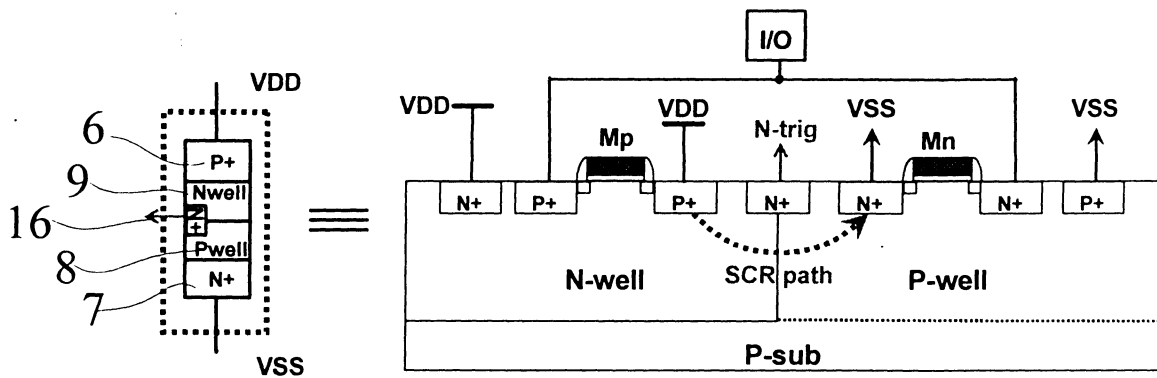 VDD
6
P+
9
Nwell
16
N+
8
Pwell
7
N+
VSS
I/O
VDD
VDD
VSS
VSS
Mp
N-trig
Mn
N+
P+
P+
N+
N+
N+
P+
SCR path
N-well
P-well
P-sub